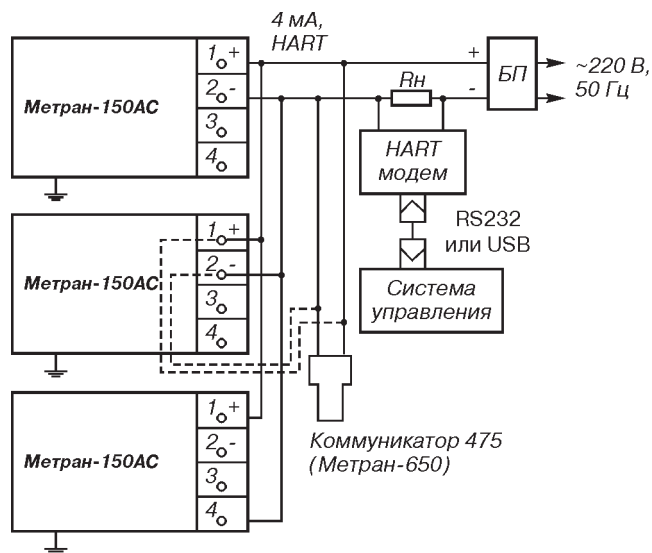 4 мА,
HART
1 +
2 -
3
4
Метран-150АС
+
-
Rн
БП
~220 В,
50 Гц
HART
модем
RS232
или USB
Система
управления
1 +
2 -
3
4
Метран-150АС
1 +
2 -
3
4
Метран-150АС
Коммуникатор 475
(Метран-650)